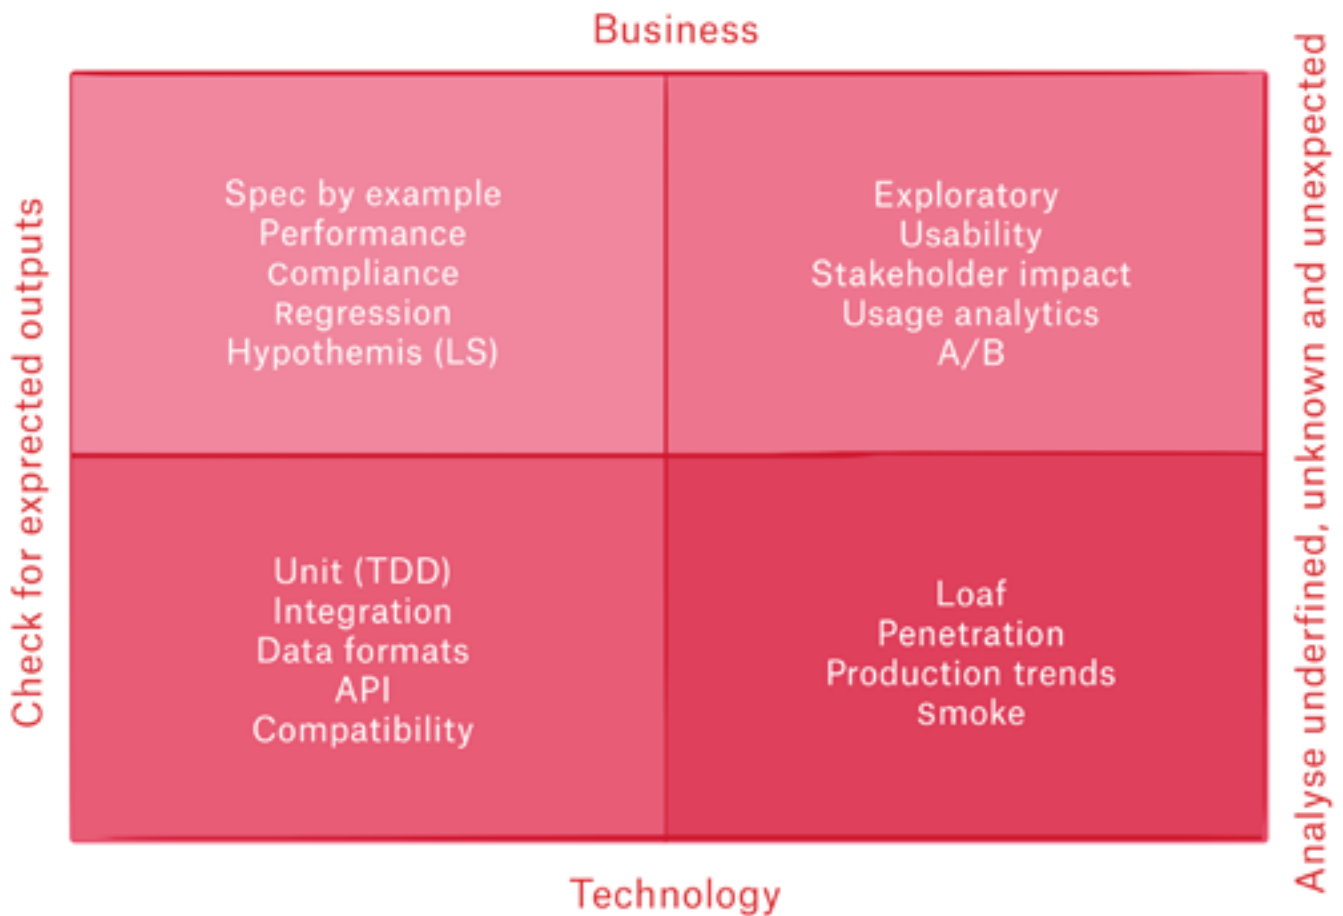 Business
Check for exprected outputs
Spec by example
Performance
Compliance
Regression
Hypothemis (LS)
Exploratory
Usability
Stakeholder impact
Usage analytics
A/B
Analyse underfined, unknown and unexpected
Unit (TDD)
Integration
Data formats
API
Compatibility
Loaf
Penetration
Production trends
Smoke
Technology